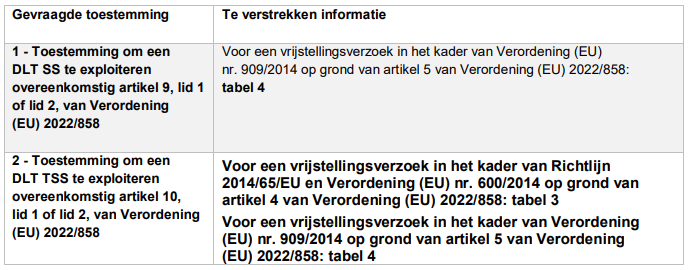 Gevraagde toestemming
Te verstrekken informatie
1 - Toestemming om een
DLT SS te exploiteren
overeenkomstig artikel 9, lid 1
of lid 2, van Verordening
(EU) 2022/858
Voor een vrijstellingsverzoek in het kader van Verordening (EU)
nr. 909/2014 op grond van artikel 5 van Verordening (EU) 2022/858:
tabel 4
2 - Toestemming om een
DLT TSS te exploiteren
overeenkomstig artikel 10,
lid 1 of lid 2, van Verordening
(EU) 2022/858
Voor een vrijstellingsverzoek in het kader van Richtlijn
2014/65/EU en Verordening (EU) nr. 600/2014 op grond van
artikel 4 van Verordening (EU) 2022/858: tabel 3
Voor een vrijstellingsverzoek in het kader van Verordening
(EU) nr. 909/2014 op grond van artikel 5 van Verordening
(EU) 2022/858: tabel 4